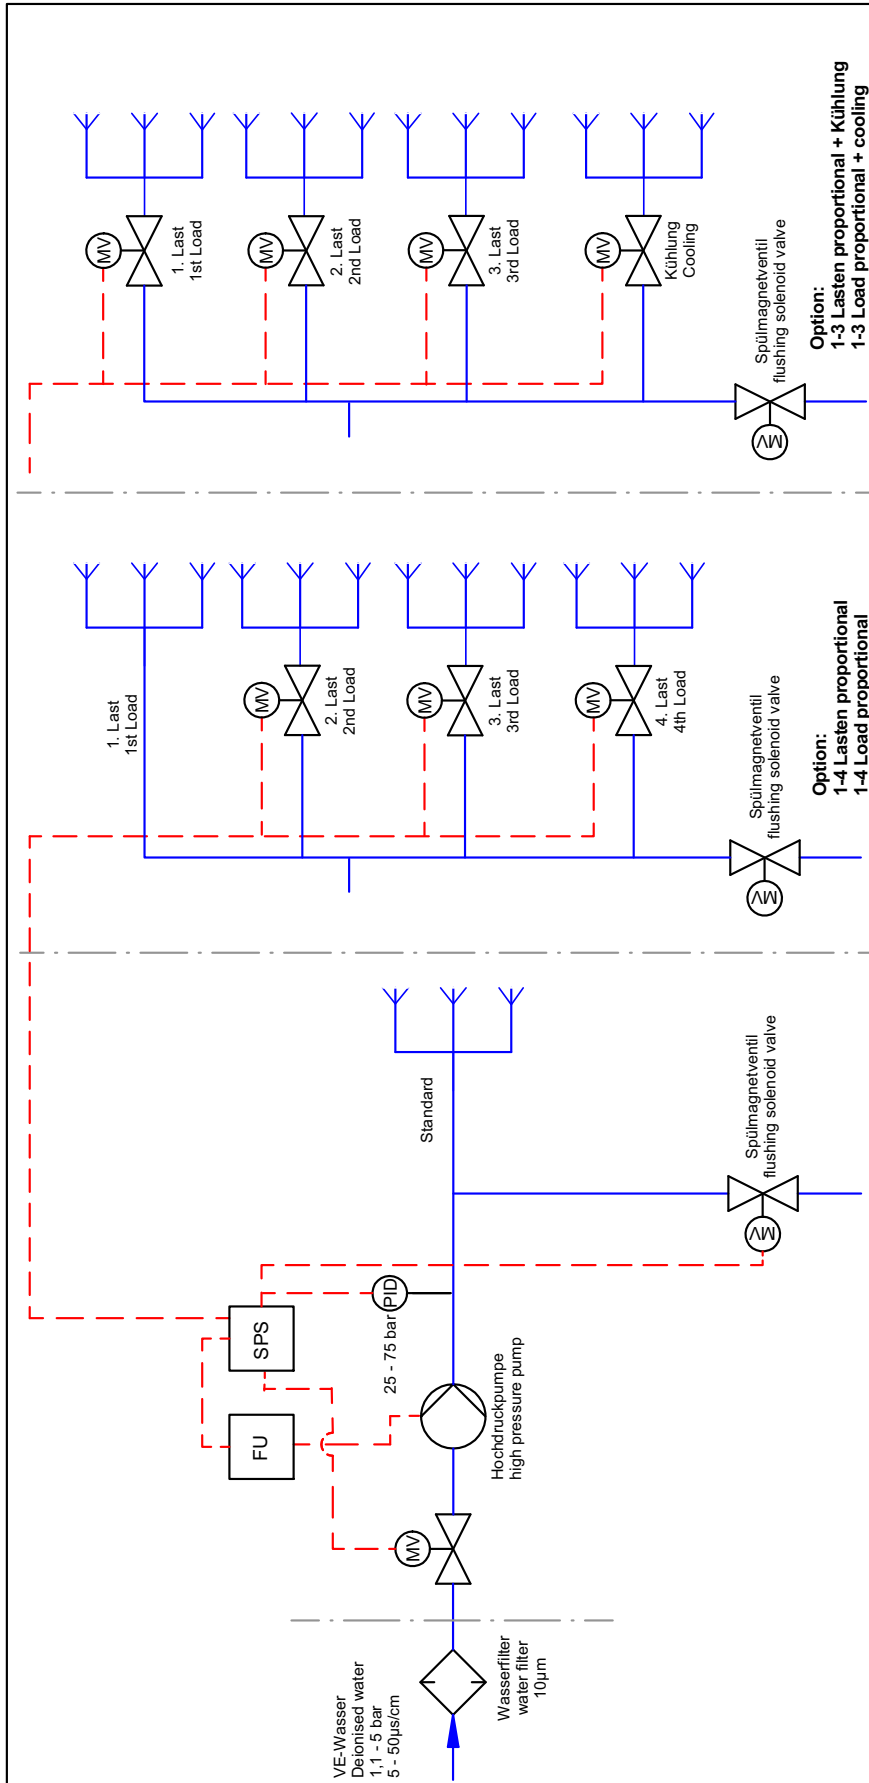 VE-Wasser
Deionised water
1,1 - 5 bar
5 - 50µs/cm
Wasserfilter
water filter
10µm
MV
FU
SPS
Hochdruckpumpe
high pressure pump
25 - 75 bar
PID
Standard
MV
Spülmagnetventil
flushing solenoid valve
1. Last
1st Load
MV
2. Last
2nd Load
MV
3. Last
3rd Load
MV
4. Last
4th Load
MV
Spülmagnetventil
flushing solenoid valve
Option:
1-4 Lasten proportional
1-4 Load proportional
MV
1. Last
1st Load
MV
2. Last
2nd Load
MV
3. Last
3rd Load
MV
Kühlung
Cooling
MV
Spülmagnetventil
flushing solenoid valve
Option:
1-3 Lasten proportional + Kühlung
1-3 Load proportional + cooling